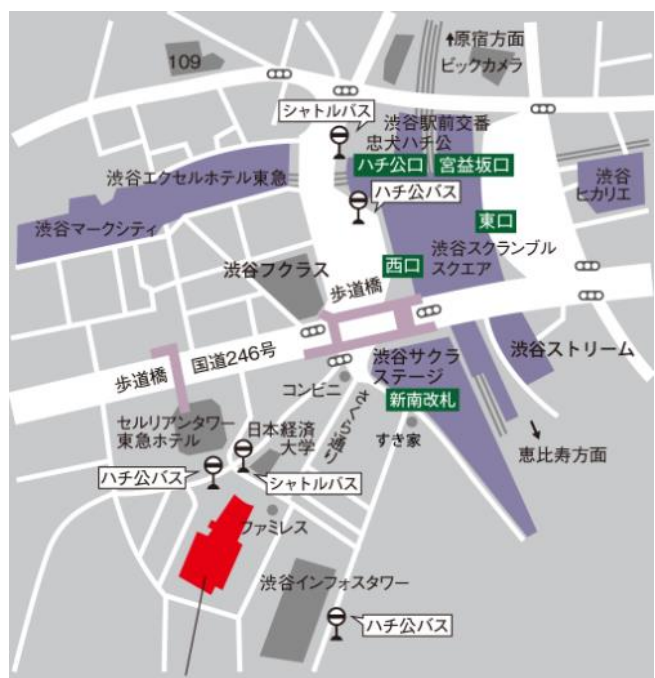 ↑原宿方面
109
ビックカメラ
シャトルバス
渋谷駅前交番
忠犬ハチ公
ハチ公口
宮益坂口
渋谷エクセルホテル東急
渋谷
ヒカリエ
ハチ公バス
渋谷マークシティ
東口
渋谷スクランブル
スクエア
西口
渋谷フクラス
歩道橋
渋谷ストリーム
国道246号
歩道橋
渋谷サクラ
ステージ
コンビニ
新南改札
さくら通り
セルリアンタワー
東急ホテル
日本経済
大学
すき家
恵比寿方面
ハチ公バス
シャトルバス
ファミレス
渋谷インフォスタワー
ハチ公バス